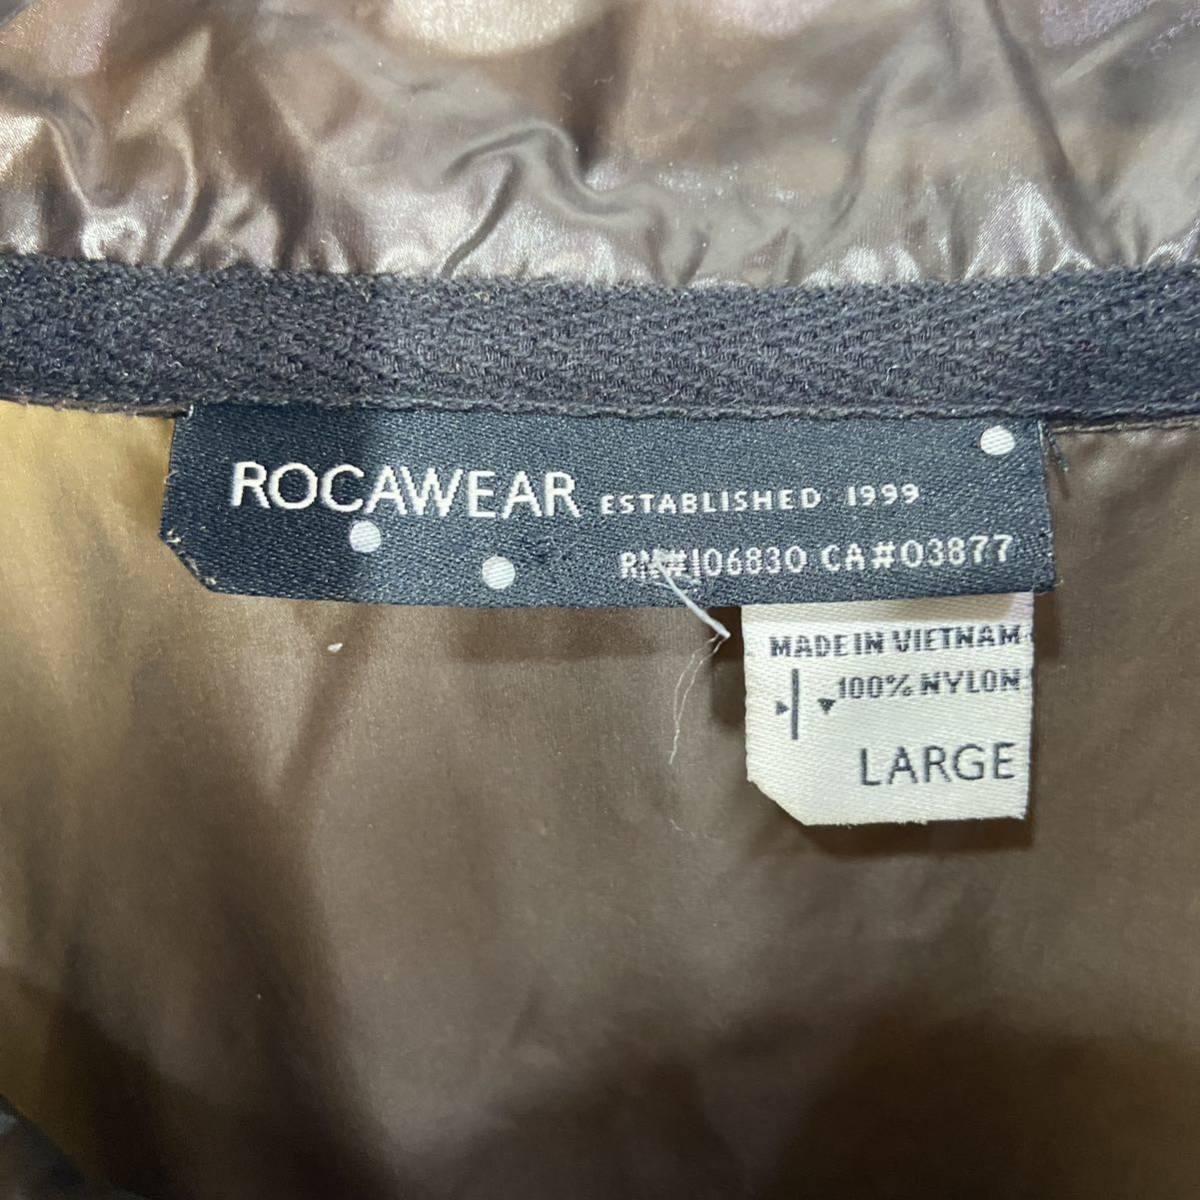 ROCAWEAR ESTABLISHED 1999
RN#106830 CA#03877
MADE IN VIETNAM
100% NYLON
LARGE